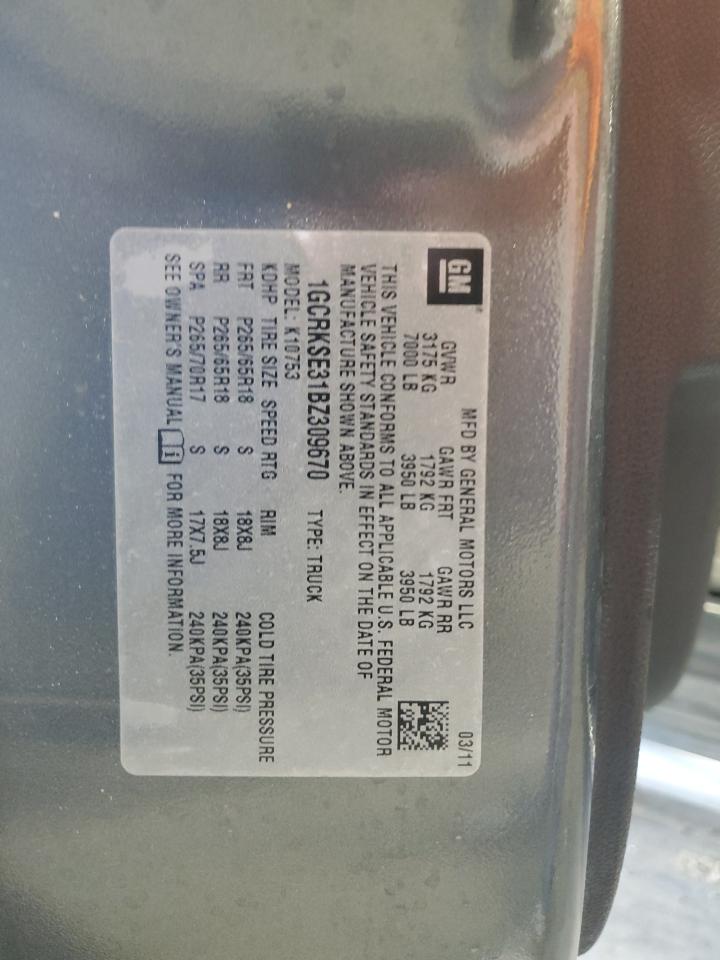 GM
MFD BY GENERAL MOTORS LLC 03/11
GVWR GAWR FRT GAWR RR
3175 KG 1792 KG 1792 KG
7000 LB 3950 LB 3950 LB
THIS VEHICLE CONFORMS TO ALL APPLICABLE U.S. FEDERAL MOTOR
VEHICLE SAFETY STANDARDS IN EFFECT ON THE DATE OF
MANUFACTURE SHOWN ABOVE.
1GCRKSE31BZ309670 TYPE: TRUCK
MODEL: K10753
KDHP TIRE SIZE SPEED RTG RIM COLD TIRE PRESSURE
FRT P265/65R18 S 18X8J 240KPA(35PSI)
RR P265/65R18 S 18X8J 240KPA(35PSI)
SPA P265/70R17 S 17X7.5J 240KPA(35PSI)
SEE OWNER'S MANUAL i FOR MORE INFORMATION.